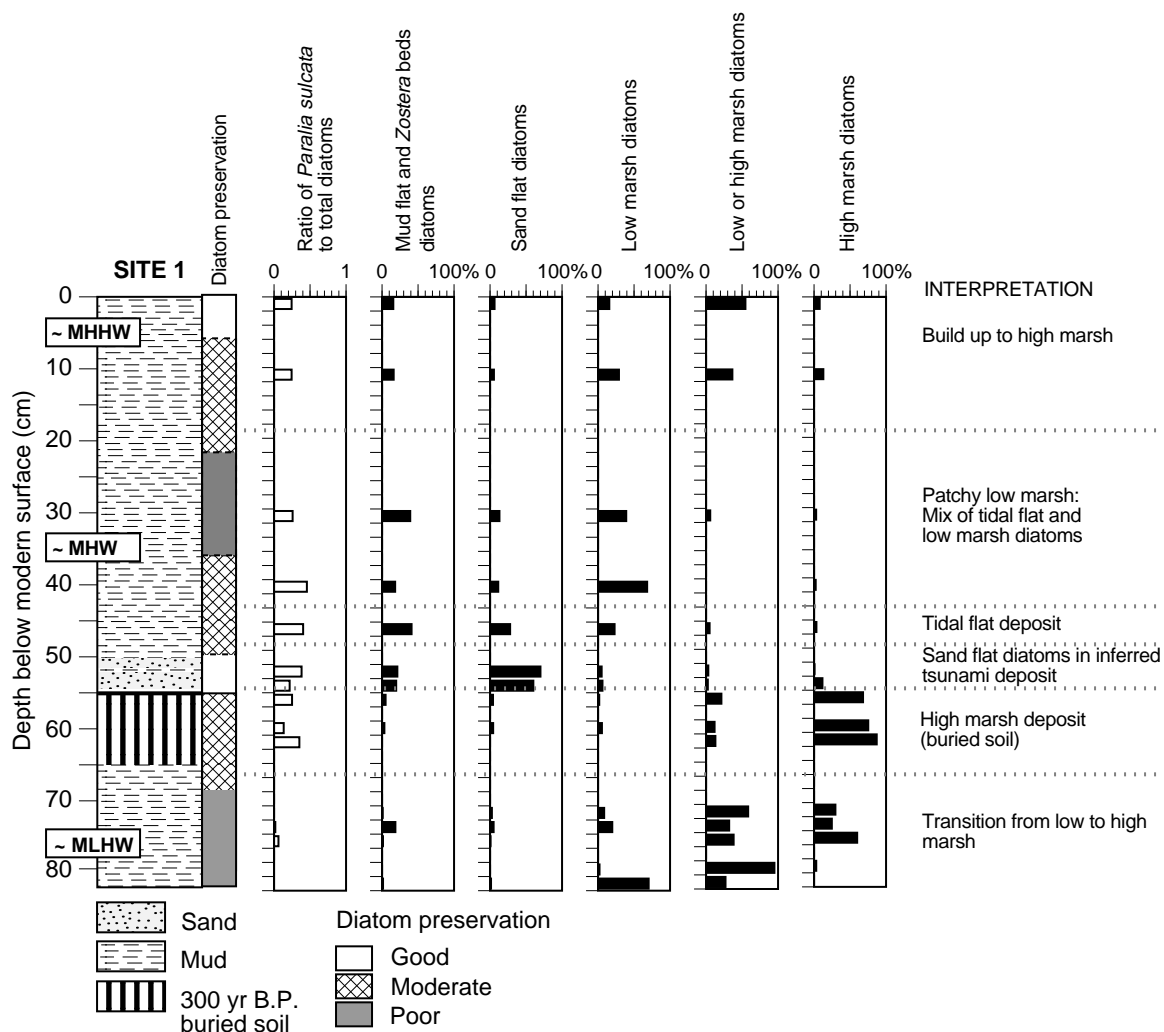 Diatom preservation
Ratio of Paralia sulcata
to total diatoms
Mud flat and Zostera beds
diatoms
Sand flat diatoms
Low marsh diatoms
Low or high marsh diatoms
High marsh diatoms
SITE 1
0 1 0 100% 0 100% 0 100% 0 100% 0 100%
INTERPRETATION
Depth below modern surface (cm)
0
~ MHHW
10
20
30
~ MHW
40
50
60
70
~ MLHW
80
Build up to high marsh
Patchy low marsh:
Mix of tidal flat and
low marsh diatoms
Tidal flat deposit
Sand flat diatoms in inferred
tsunami deposit
High marsh deposit
(buried soil)
Transition from low to high
marsh
Sand
Mud
300 yr B.P.
buried soil
Diatom preservation
Good
Moderate
Poor